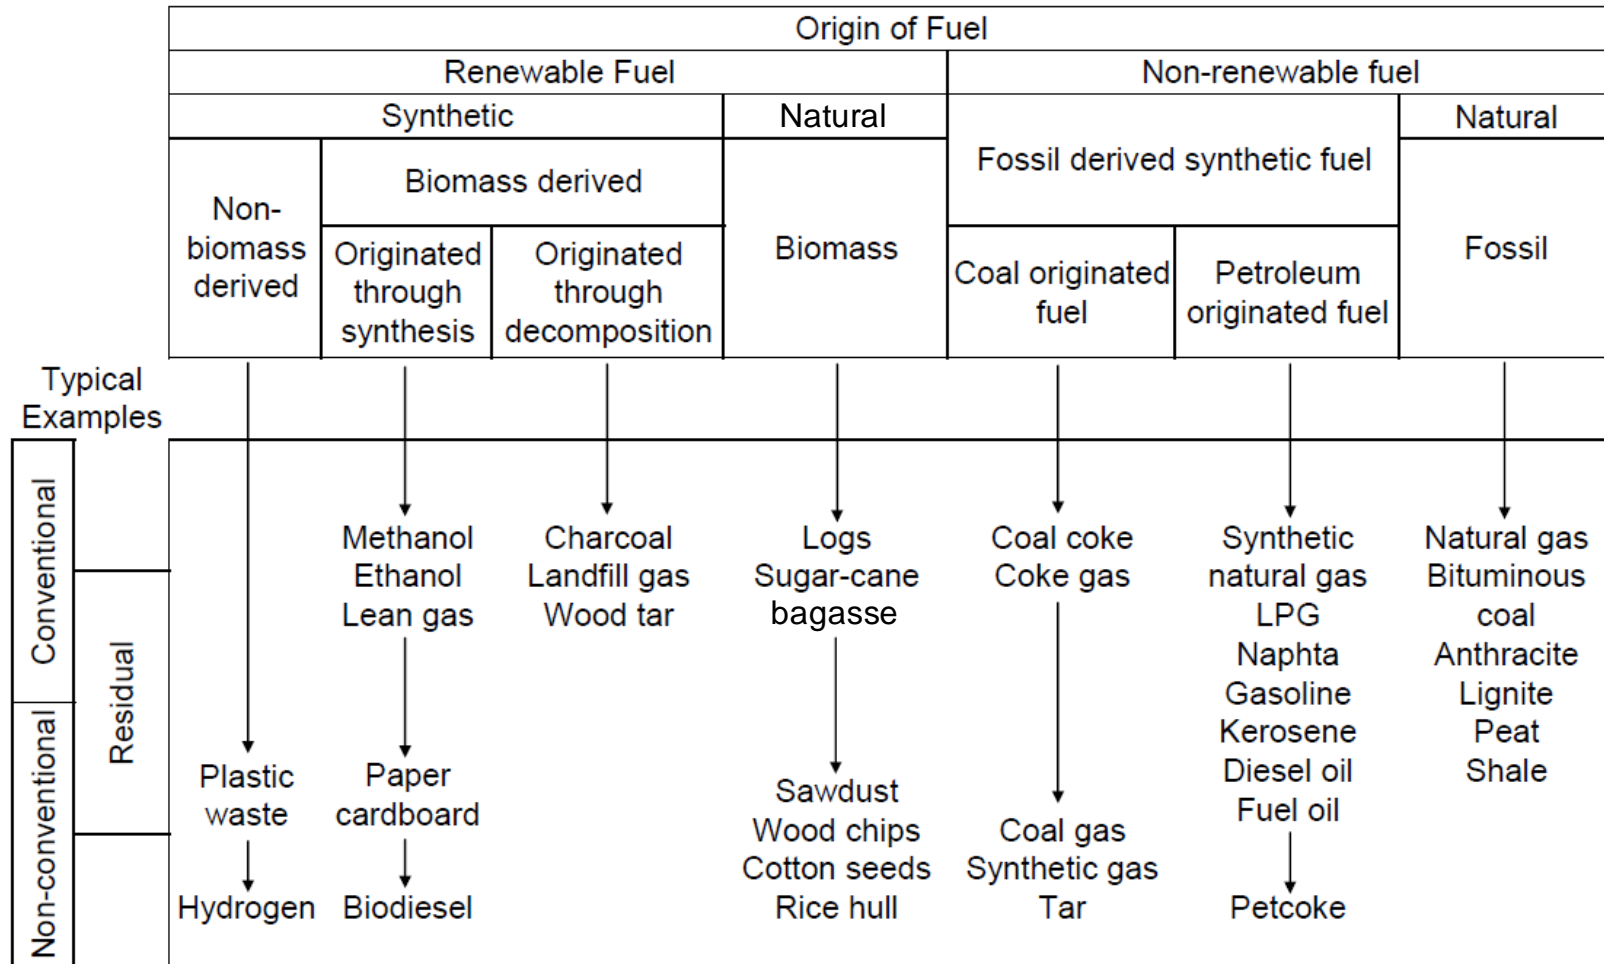 Origin of Fuel
Renewable Fuel
Non-renewable fuel
Synthetic
Natural
Fossil derived synthetic fuel
Natural
Non-
biomass
derived
Biomass derived
Originated
through
synthesis
Originated
through
decomposition
Biomass
Coal originated
fuel
Petroleum
originated fuel
Fossil
Typical
Examples
Conventional
Non-conventional
Residual
Plastic
waste
Hydrogen
Methanol
Ethanol
Lean gas
Paper
cardboard
Biodiesel
Charcoal
Landfill gas
Wood tar
Logs
Sugar-cane
bagasse
Sawdust
Wood chips
Cotton seeds
Rice hull
Coal coke
Coke gas
Coal gas
Synthetic gas
Tar
Synthetic
natural gas
LPG
Naphta
Gasoline
Kerosene
Diesel oil
Fuel oil
Petcoke
Natural gas
Bituminous
coal
Anthracite
Lignite
Peat
Shale